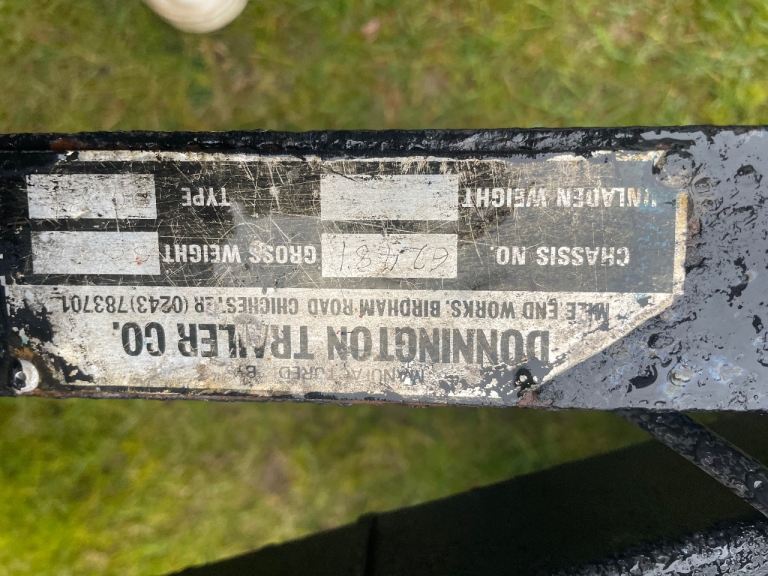 MANUFACTURED BY
DONNINGTON TRAILER CO.
MILE END WORKS, BIRDHAM ROAD CHICHESTER (0243) 783701
CHASSIS NO. GROSS WEIGHT
UNLADEN WEIGHT TYPE